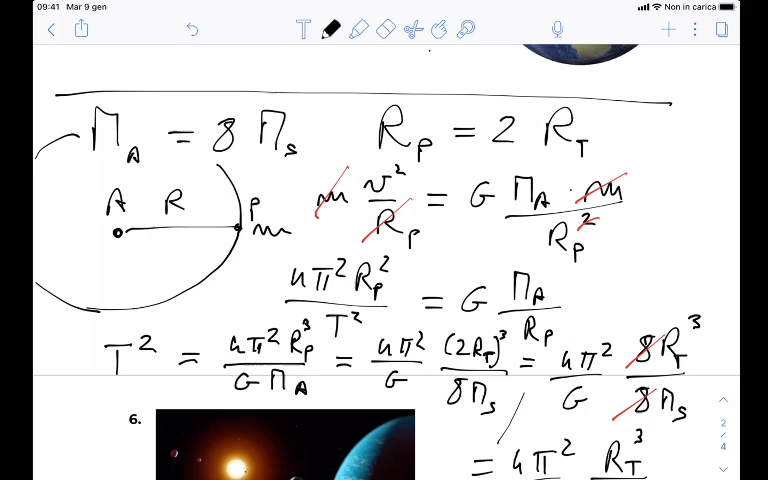 09:41 Mar 9 gen Non in carica
M_A = 8 M_S R_P = 2 R_T
A R P m m v²/R_P = G M_A · m / R_P²
4π² R_P² / T² = G M_A / R_P
T² = 4π² R_P³ / G M_A = 4π²/G (2R_T)³ / 8M_S = 4π²/G 8R_T³ / 8M_S
2/4
6.
= 4π² R_T³